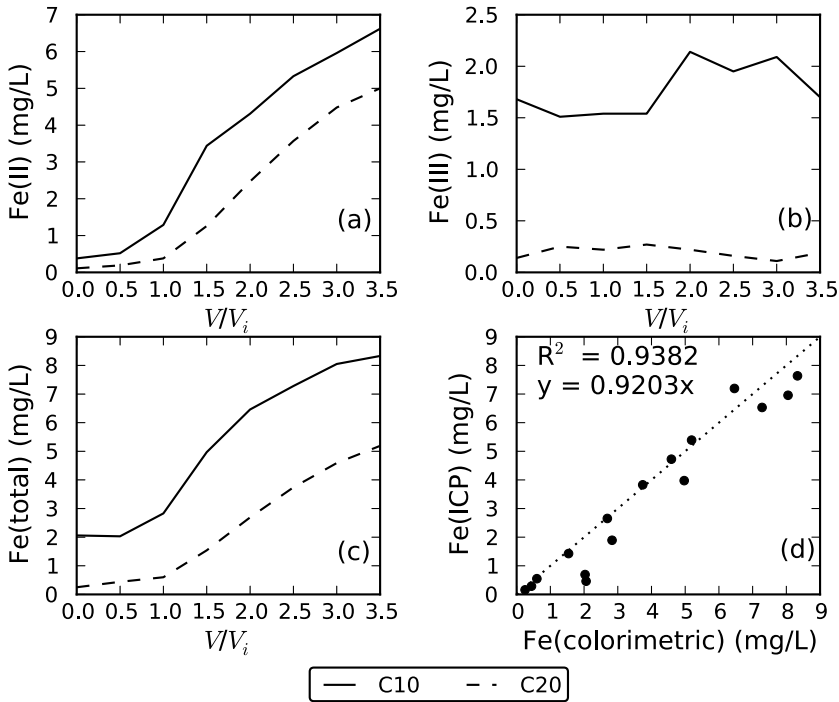 7
6
5
4
3
2
1
0
Fe(II) (mg/L)
(a)
0.0 0.5 1.0 1.5 2.0 2.5 3.0 3.5
V/Vi
2.5
2.0
1.5
1.0
0.5
0.0
Fe(III) (mg/L)
(b)
0.0 0.5 1.0 1.5 2.0 2.5 3.0 3.5
V/Vi
9
8
7
6
5
4
3
2
1
0
Fe(total) (mg/L)
(c)
0.0 0.5 1.0 1.5 2.0 2.5 3.0 3.5
V/Vi
9
8
7
6
5
4
3
2
1
0
Fe(ICP) (mg/L)
R² = 0.9382
y = 0.9203x
(d)
0 1 2 3 4 5 6 7 8 9
Fe(colorimetric) (mg/L)
C10 C20